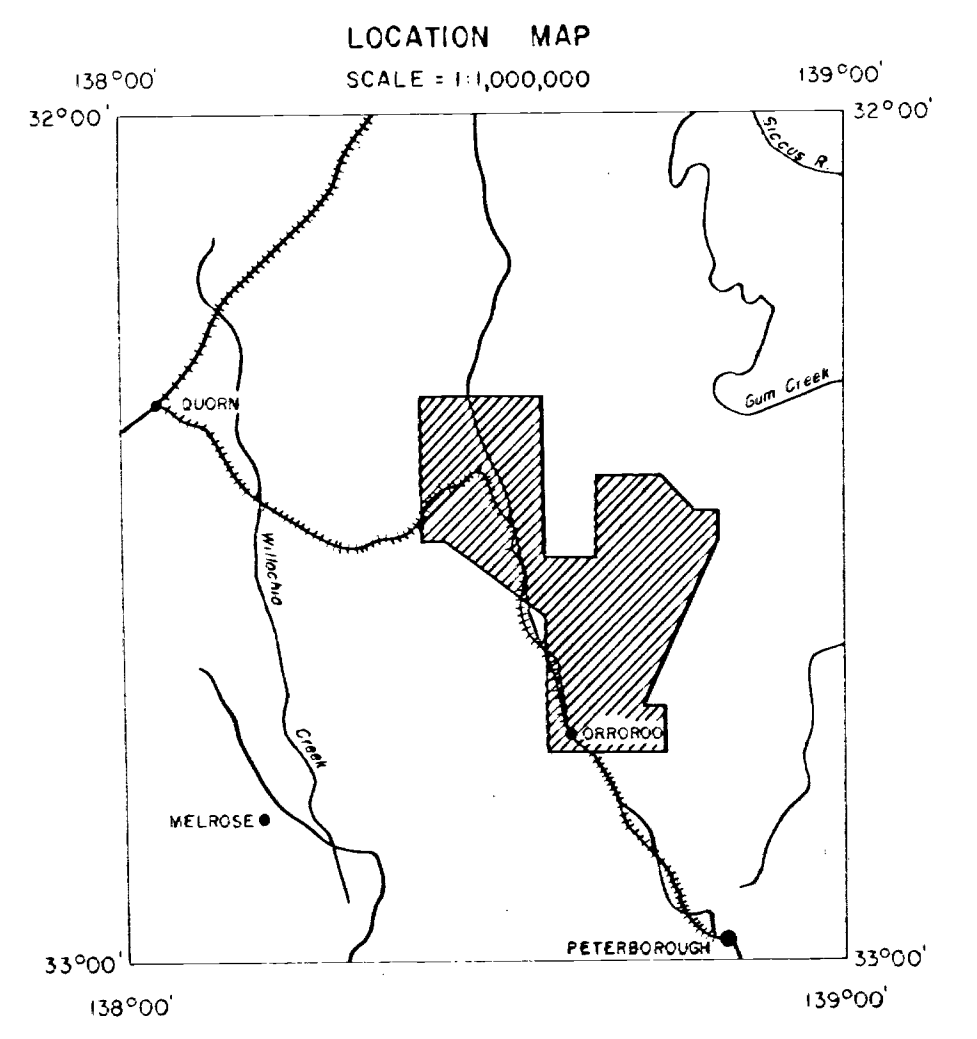 LOCATION MAP
SCALE = 1:1,000,000
138°00'
139°00'
32°00'
32°00'
SICCUS R.
Gum Creek
QUORN
Willochia
Creek
ORROROO
MELROSE
PETERBOROUGH
33°00'
33°00'
138°00'
139°00'